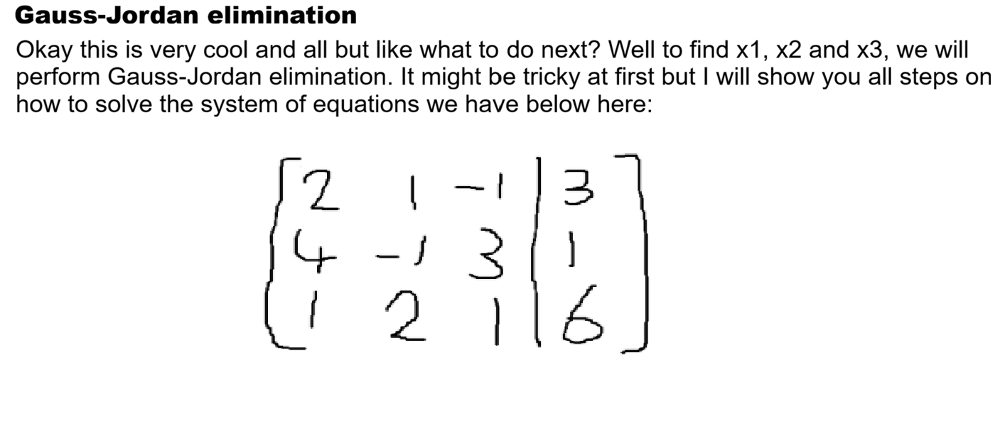 Gauss-Jordan elimination
Okay this is very cool and all but like what to do next? Well to find x1, x2 and x3, we will
perform Gauss-Jordan elimination. It might be tricky at first but I will show you all steps on
how to solve the system of equations we have below here:
2 1 -1 | 3
4 -1 3 | 1
1 2 1 | 6